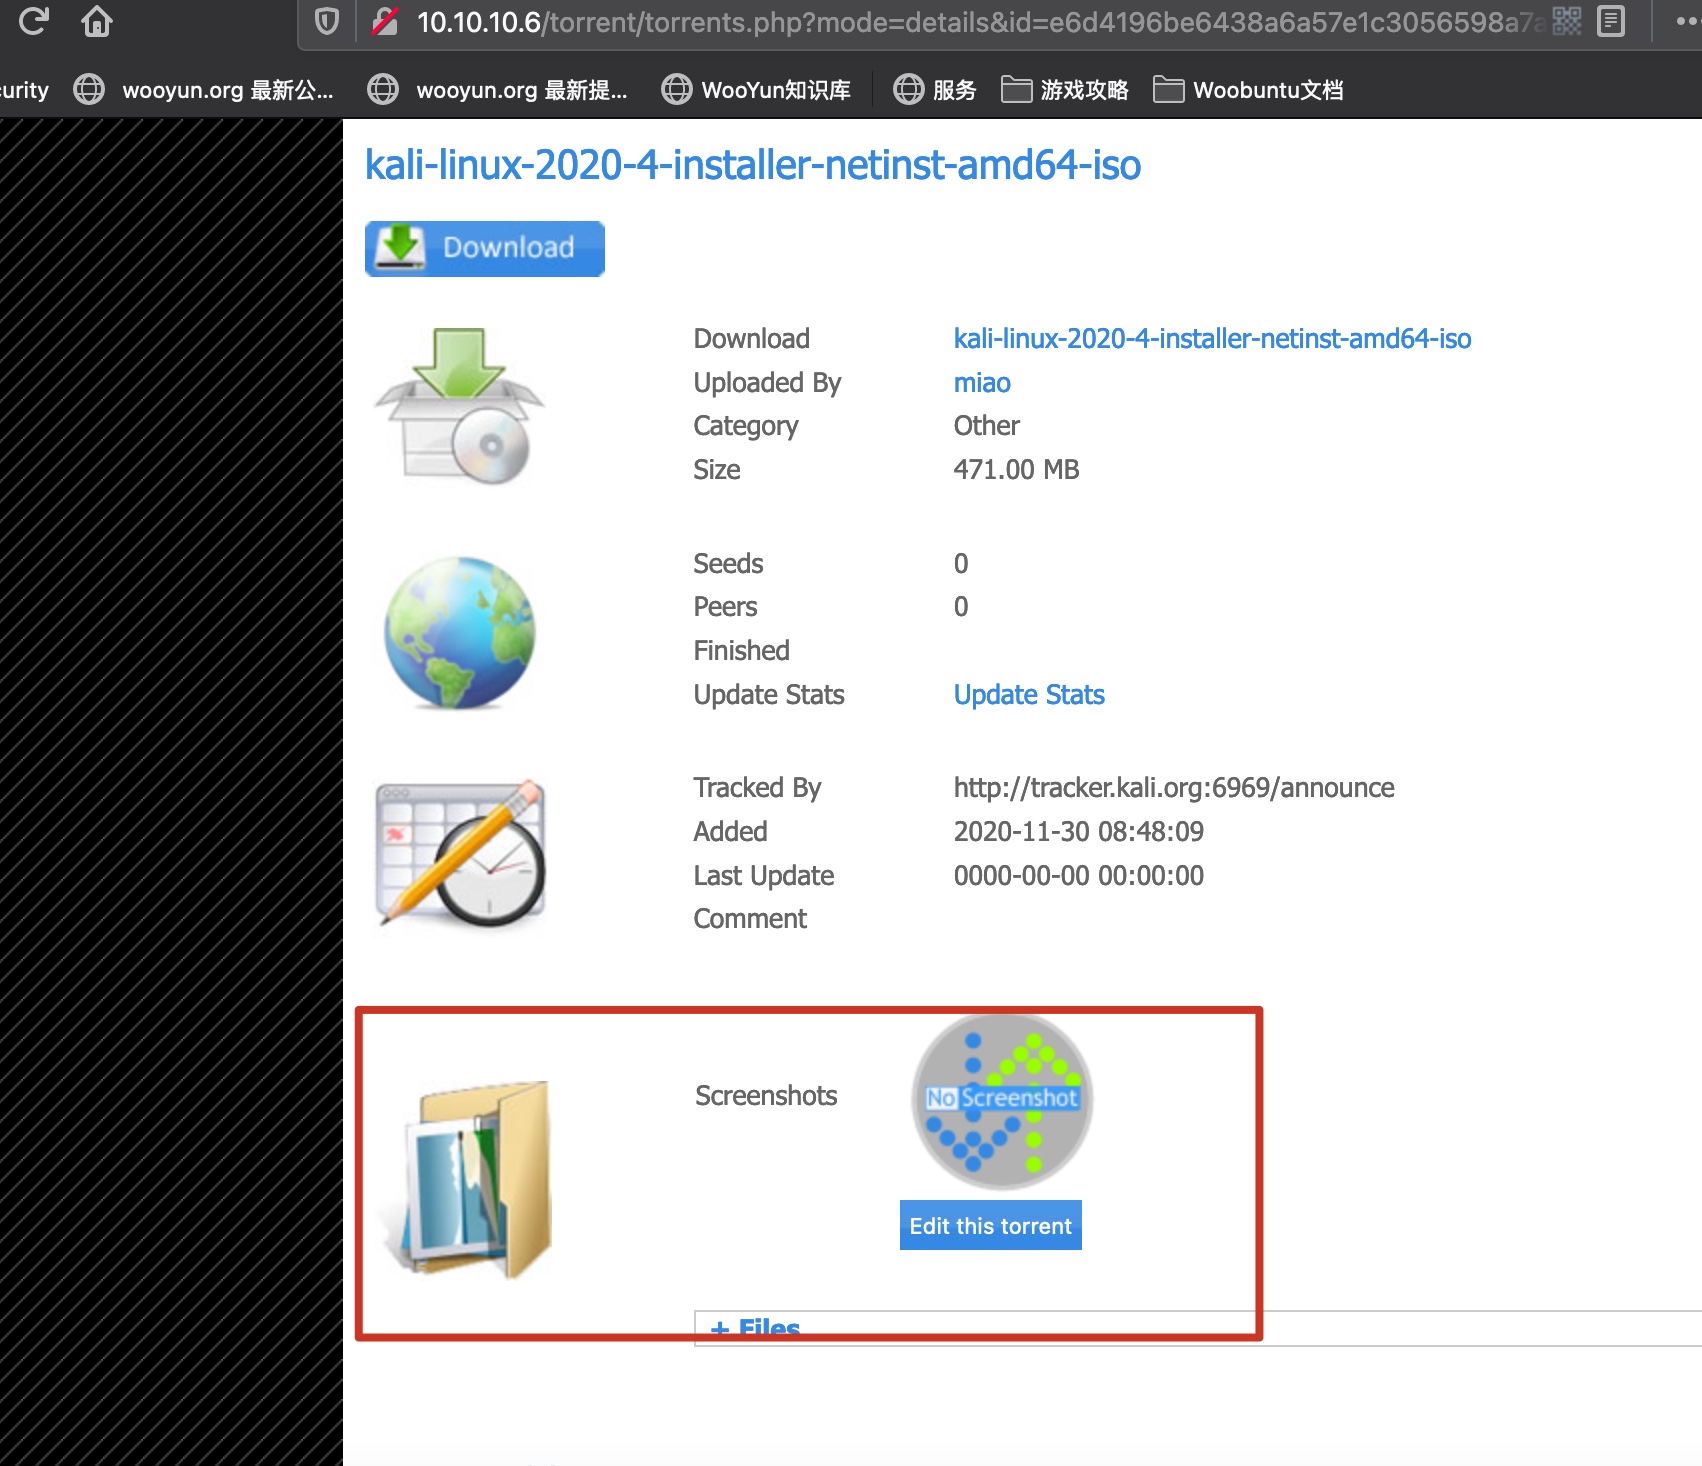 10.10.10.6/torrent/torrents.php?mode=details&id=e6d4196be6438a6a57e1c3056598a7a
curity
wooyun.org 最新公...
wooyun.org 最新提...
WooYun知识库
服务
游戏攻略
Woobuntu文档
kali-linux-2020-4-installer-netinst-amd64-iso
Download
Download kali-linux-2020-4-installer-netinst-amd64-iso
Uploaded By miao
Category Other
Size 471.00 MB
Seeds 0
Peers 0
Finished
Update Stats Update Stats
Tracked By http://tracker.kali.org:6969/announce
Added 2020-11-30 08:48:09
Last Update 0000-00-00 00:00:00
Comment
Screenshots
No Screenshot
Edit this torrent
+ Files